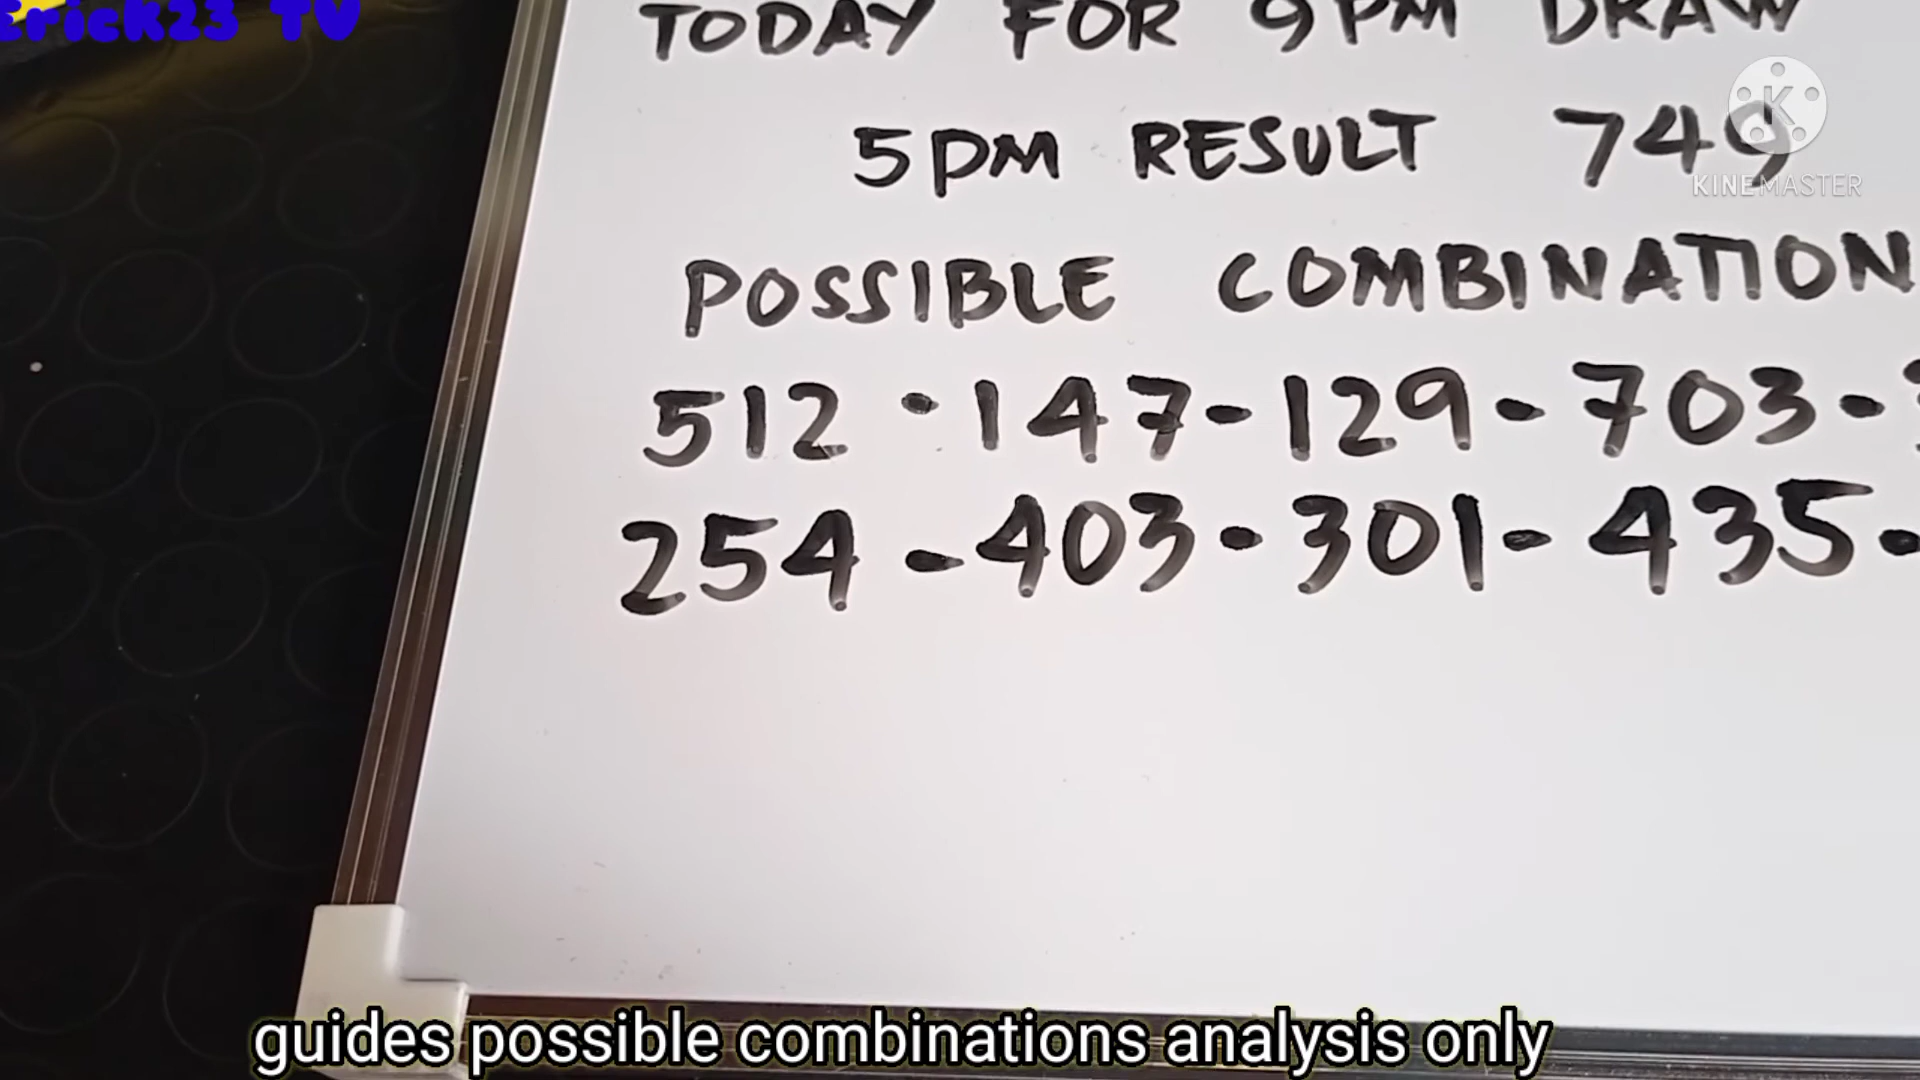 Erick23 TV
TODAY FOR 9PM DRAW
5PM RESULT 749
KINEMASTER
POSSIBLE COMBINATION
512 · 147 - 129 - 703 -
254 - 403 - 301 - 435 -
guides possible combinations analysis only